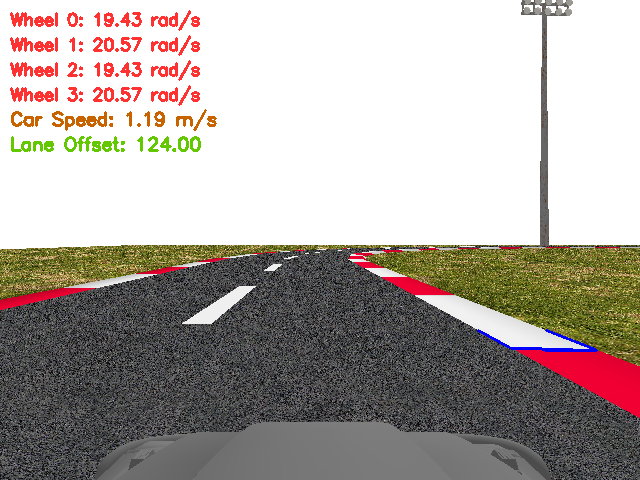 Wheel 0: 19.43 rad/s
Wheel 1: 20.57 rad/s
Wheel 2: 19.43 rad/s
Wheel 3: 20.57 rad/s
Car Speed: 1.19 m/s
Lane Offset: 124.00